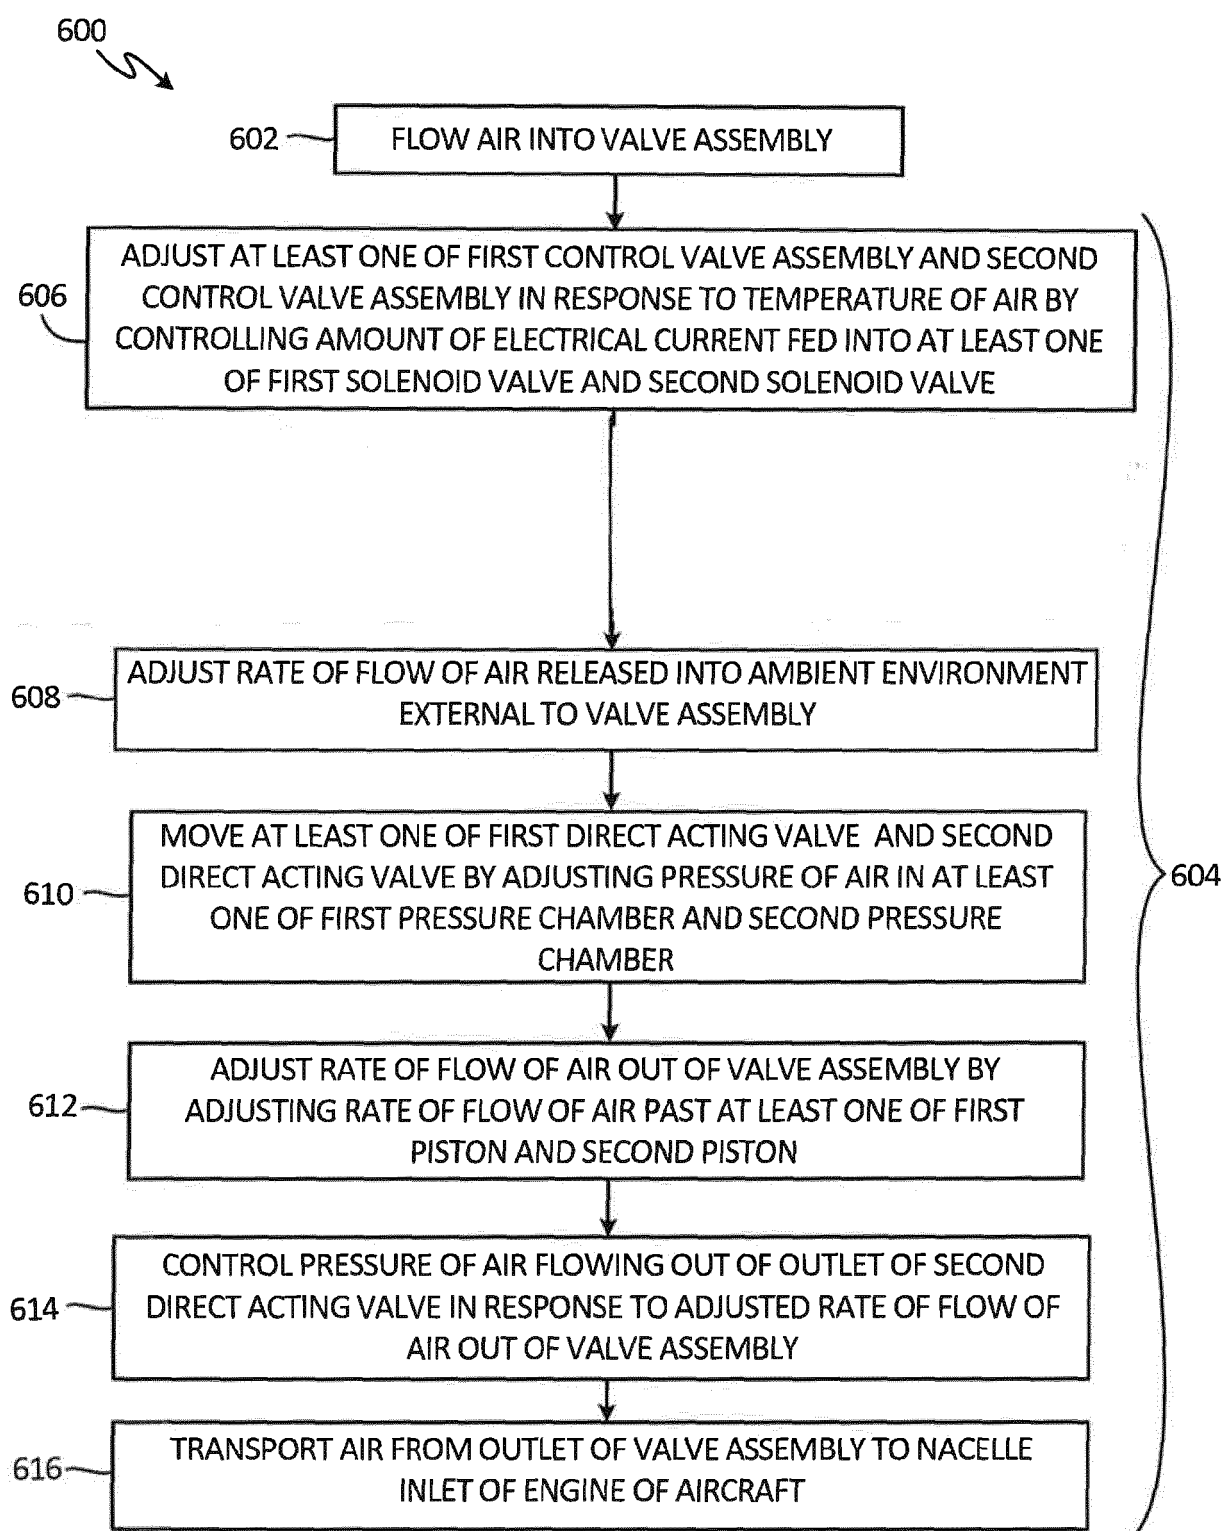 600
602
FLOW AIR INTO VALVE ASSEMBLY
606
ADJUST AT LEAST ONE OF FIRST CONTROL VALVE ASSEMBLY AND SECOND
CONTROL VALVE ASSEMBLY IN RESPONSE TO TEMPERATURE OF AIR BY
CONTROLLING AMOUNT OF ELECTRICAL CURRENT FED INTO AT LEAST ONE
OF FIRST SOLENOID VALVE AND SECOND SOLENOID VALVE
608
ADJUST RATE OF FLOW OF AIR RELEASED INTO AMBIENT ENVIRONMENT
EXTERNAL TO VALVE ASSEMBLY
610
MOVE AT LEAST ONE OF FIRST DIRECT ACTING VALVE AND SECOND
DIRECT ACTING VALVE BY ADJUSTING PRESSURE OF AIR IN AT LEAST
ONE OF FIRST PRESSURE CHAMBER AND SECOND PRESSURE
CHAMBER
604
612
ADJUST RATE OF FLOW OF AIR OUT OF VALVE ASSEMBLY BY
ADJUSTING RATE OF FLOW OF AIR PAST AT LEAST ONE OF FIRST
PISTON AND SECOND PISTON
614
CONTROL PRESSURE OF AIR FLOWING OUT OF OUTLET OF SECOND
DIRECT ACTING VALVE IN RESPONSE TO ADJUSTED RATE OF FLOW OF
AIR OUT OF VALVE ASSEMBLY
616
TRANSPORT AIR FROM OUTLET OF VALVE ASSEMBLY TO NACELLE
INLET OF ENGINE OF AIRCRAFT